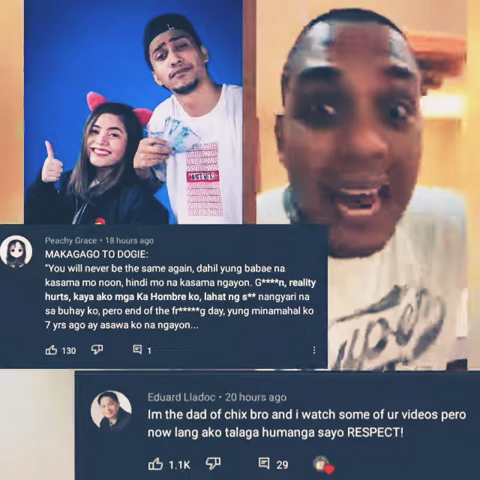 Peachy Grace • 18 hours ago
MAKAGAGO TO DOGIE:
"You will never be the same again, dahil yung babae na
kasama mo noon, hindi mo na kasama ngayon. G****n, reality
hurts, kaya ako mga Ka Hombre ko, lahat ng s** nangyari na
sa buhay ko, pero end of the fr*****g day, yung minamahal ko
7 yrs ago ay asawa ko na ngayon...
130
1
Eduard Lladoc • 20 hours ago
Im the dad of chix bro and i watch some of ur videos pero
now lang ako talaga humanga sayo RESPECT!
1.1K
29